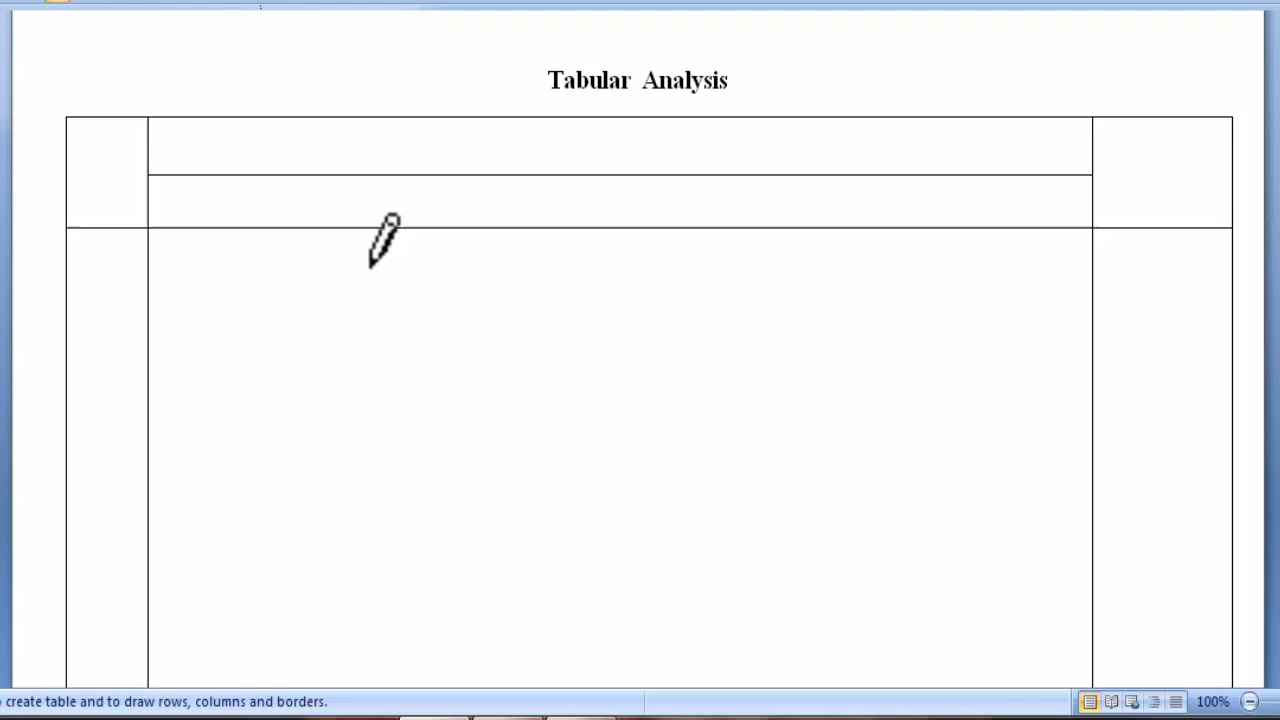 Tabular Analysis
create table and to draw rows, columns and borders.
100%